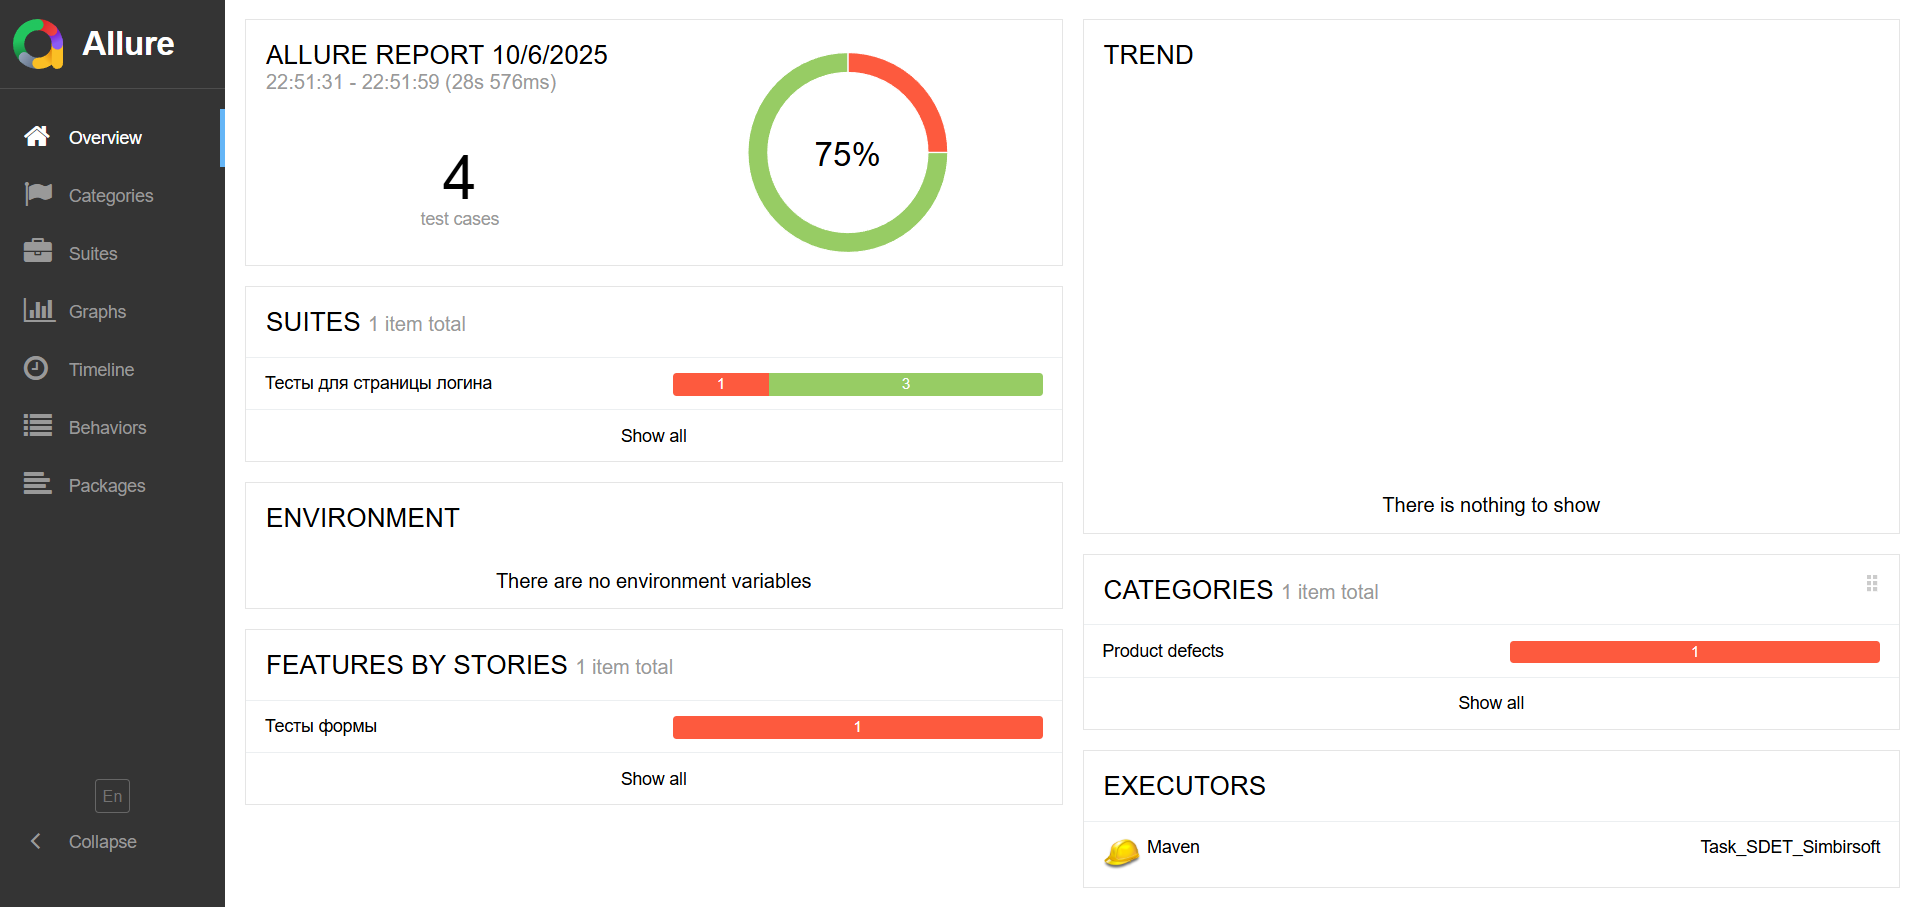 Allure
Overview
Categories
Suites
Graphs
Timeline
Behaviors
Packages
En
Collapse
ALLURE REPORT 10/6/2025
22:51:31 - 22:51:59 (28s 576ms)
4
test cases
75%
SUITES 1 item total
Тесты для страницы логина 1 3
Show all
ENVIRONMENT
There are no environment variables
FEATURES BY STORIES 1 item total
Тесты формы 1
Show all
TREND
There is nothing to show
CATEGORIES 1 item total
Product defects 1
Show all
EXECUTORS
Maven Task_SDET_Simbirsoft